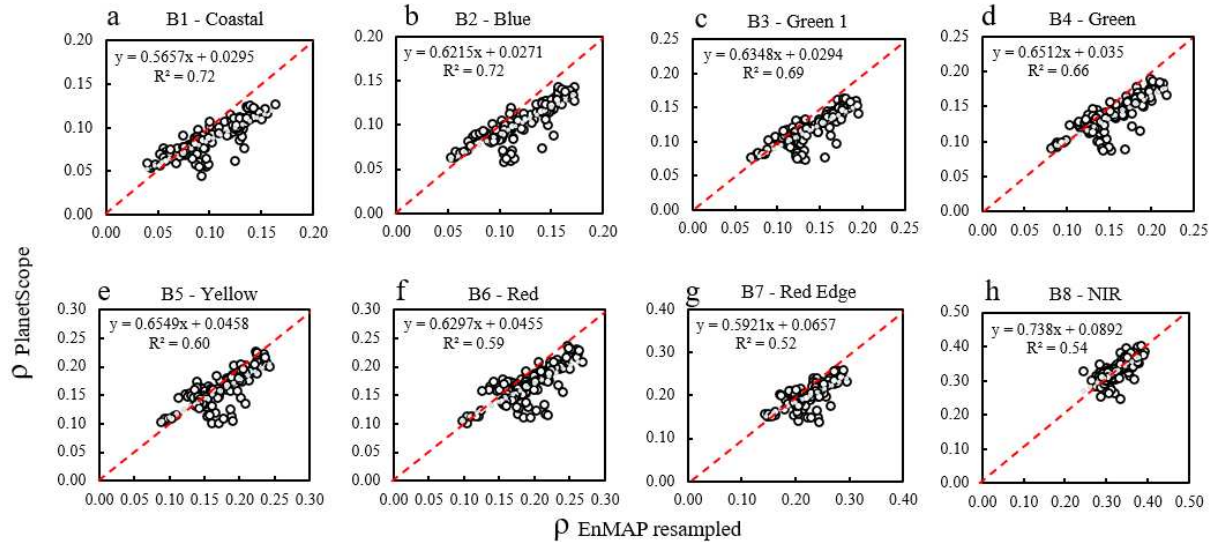 a B1 - Coastal
y = 0.5657x + 0.0295
R² = 0.72
0.20
0.15
0.10
0.05
0.00
0.00 0.05 0.10 0.15 0.20
b B2 - Blue
y = 0.6215x + 0.0271
R² = 0.72
0.20
0.15
0.10
0.05
0.00
0.00 0.05 0.10 0.15 0.20
c B3 - Green 1
y = 0.6348x + 0.0294
R² = 0.69
0.25
0.20
0.15
0.10
0.05
0.00
0.00 0.05 0.10 0.15 0.20 0.25
d B4 - Green
y = 0.6512x + 0.035
R² = 0.66
0.25
0.20
0.15
0.10
0.05
0.00
0.00 0.05 0.10 0.15 0.20 0.25
e B5 - Yellow
y = 0.6549x + 0.0458
R² = 0.60
0.30
0.25
0.20
0.15
0.10
0.05
0.00
0.00 0.05 0.10 0.15 0.20 0.25 0.30
f B6 - Red
y = 0.6297x + 0.0455
R² = 0.59
0.30
0.25
0.20
0.15
0.10
0.05
0.00
0.00 0.05 0.10 0.15 0.20 0.25 0.30
g B7 - Red Edge
y = 0.5921x + 0.0657
R² = 0.52
0.40
0.30
0.20
0.10
0.00
0.00 0.10 0.20 0.30 0.40
h B8 - NIR
y = 0.738x + 0.0892
R² = 0.54
0.50
0.40
0.30
0.20
0.10
0.00
0.00 0.10 0.20 0.30 0.40 0.50
ρ PlanetScope
ρ EnMAP resampled